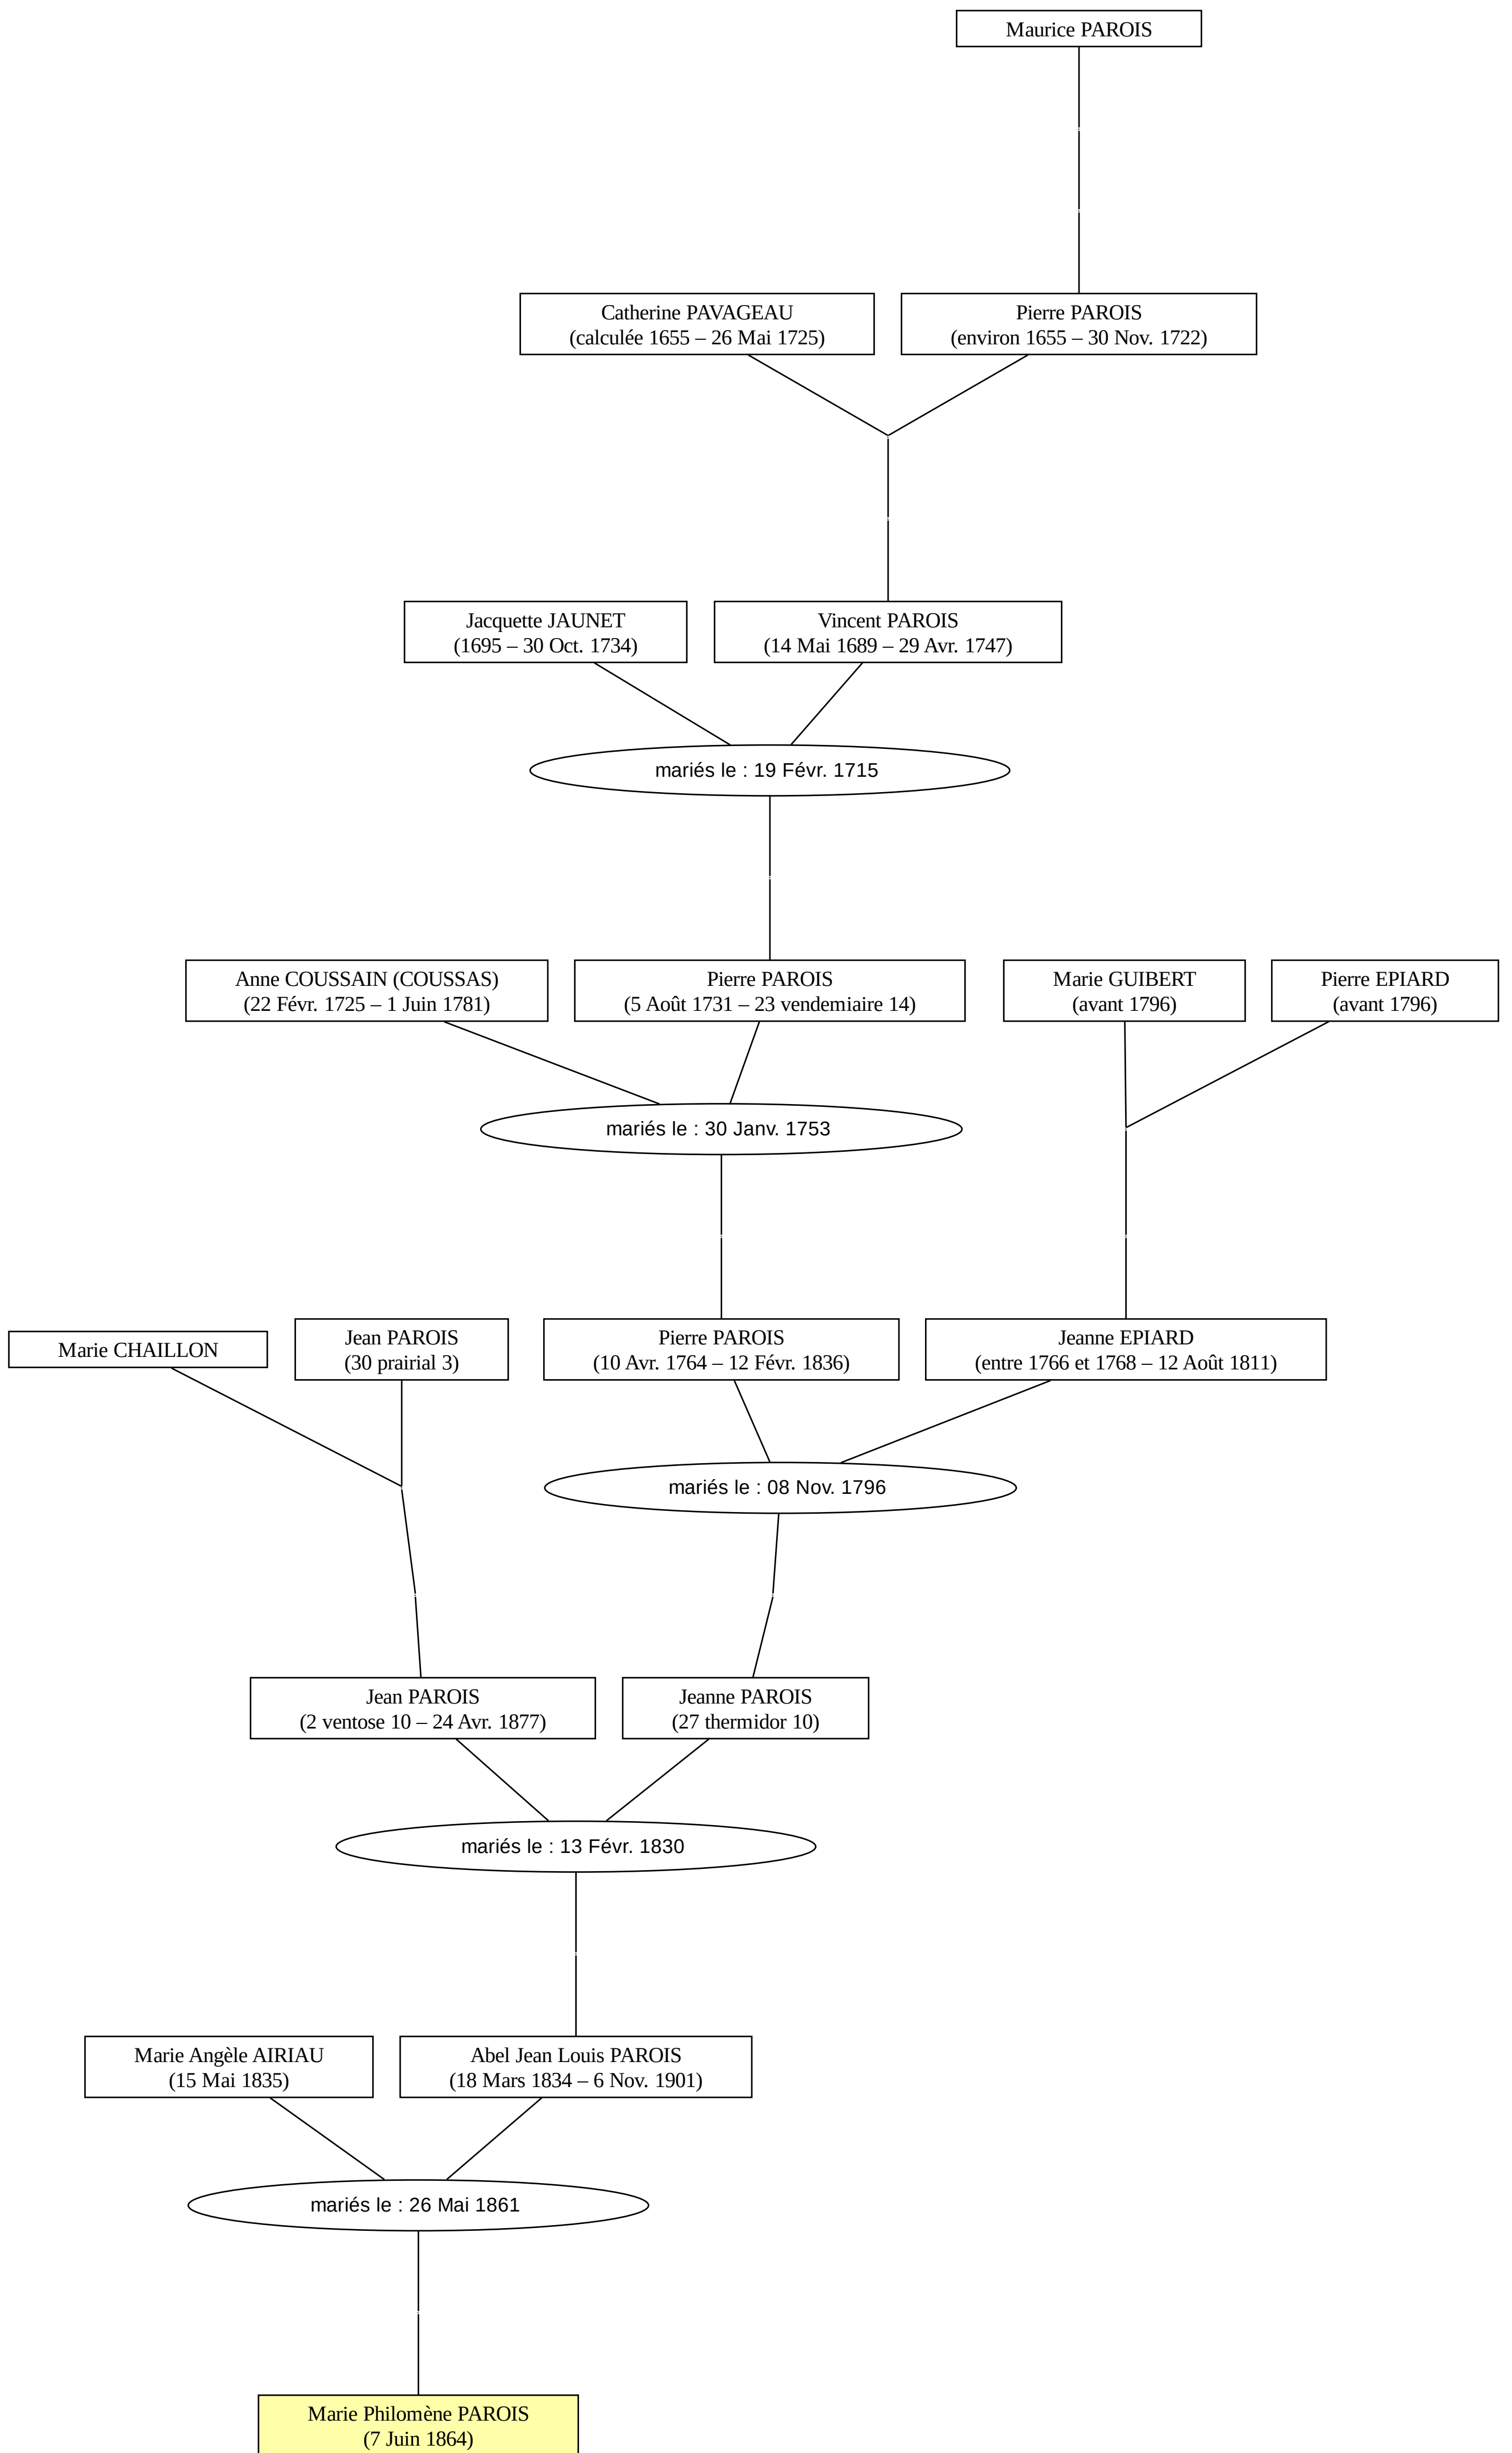 Maurice PAROIS
Catherine PAVAGEAU
(calculée 1655 – 26 Mai 1725)
Pierre PAROIS
(environ 1655 – 30 Nov. 1722)
Jacquette JAUNET
(1695 – 30 Oct. 1734)
Vincent PAROIS
(14 Mai 1689 – 29 Avr. 1747)
mariés le : 19 Févr. 1715
Anne COUSSAIN (COUSSAS)
(22 Févr. 1725 – 1 Juin 1781)
Pierre PAROIS
(5 Août 1731 – 23 vendemiaire 14)
Marie GUIBERT
(avant 1796)
Pierre EPIARD
(avant 1796)
mariés le : 30 Janv. 1753
Marie CHAILLON
Jean PAROIS
(30 prairial 3)
Pierre PAROIS
(10 Avr. 1764 – 12 Févr. 1836)
Jeanne EPIARD
(entre 1766 et 1768 – 12 Août 1811)
mariés le : 08 Nov. 1796
Jean PAROIS
(2 ventose 10 – 24 Avr. 1877)
Jeanne PAROIS
(27 thermidor 10)
mariés le : 13 Févr. 1830
Marie Angèle AIRIAU
(15 Mai 1835)
Abel Jean Louis PAROIS
(18 Mars 1834 – 6 Nov. 1901)
mariés le : 26 Mai 1861
Marie Philomène PAROIS
(7 Juin 1864)